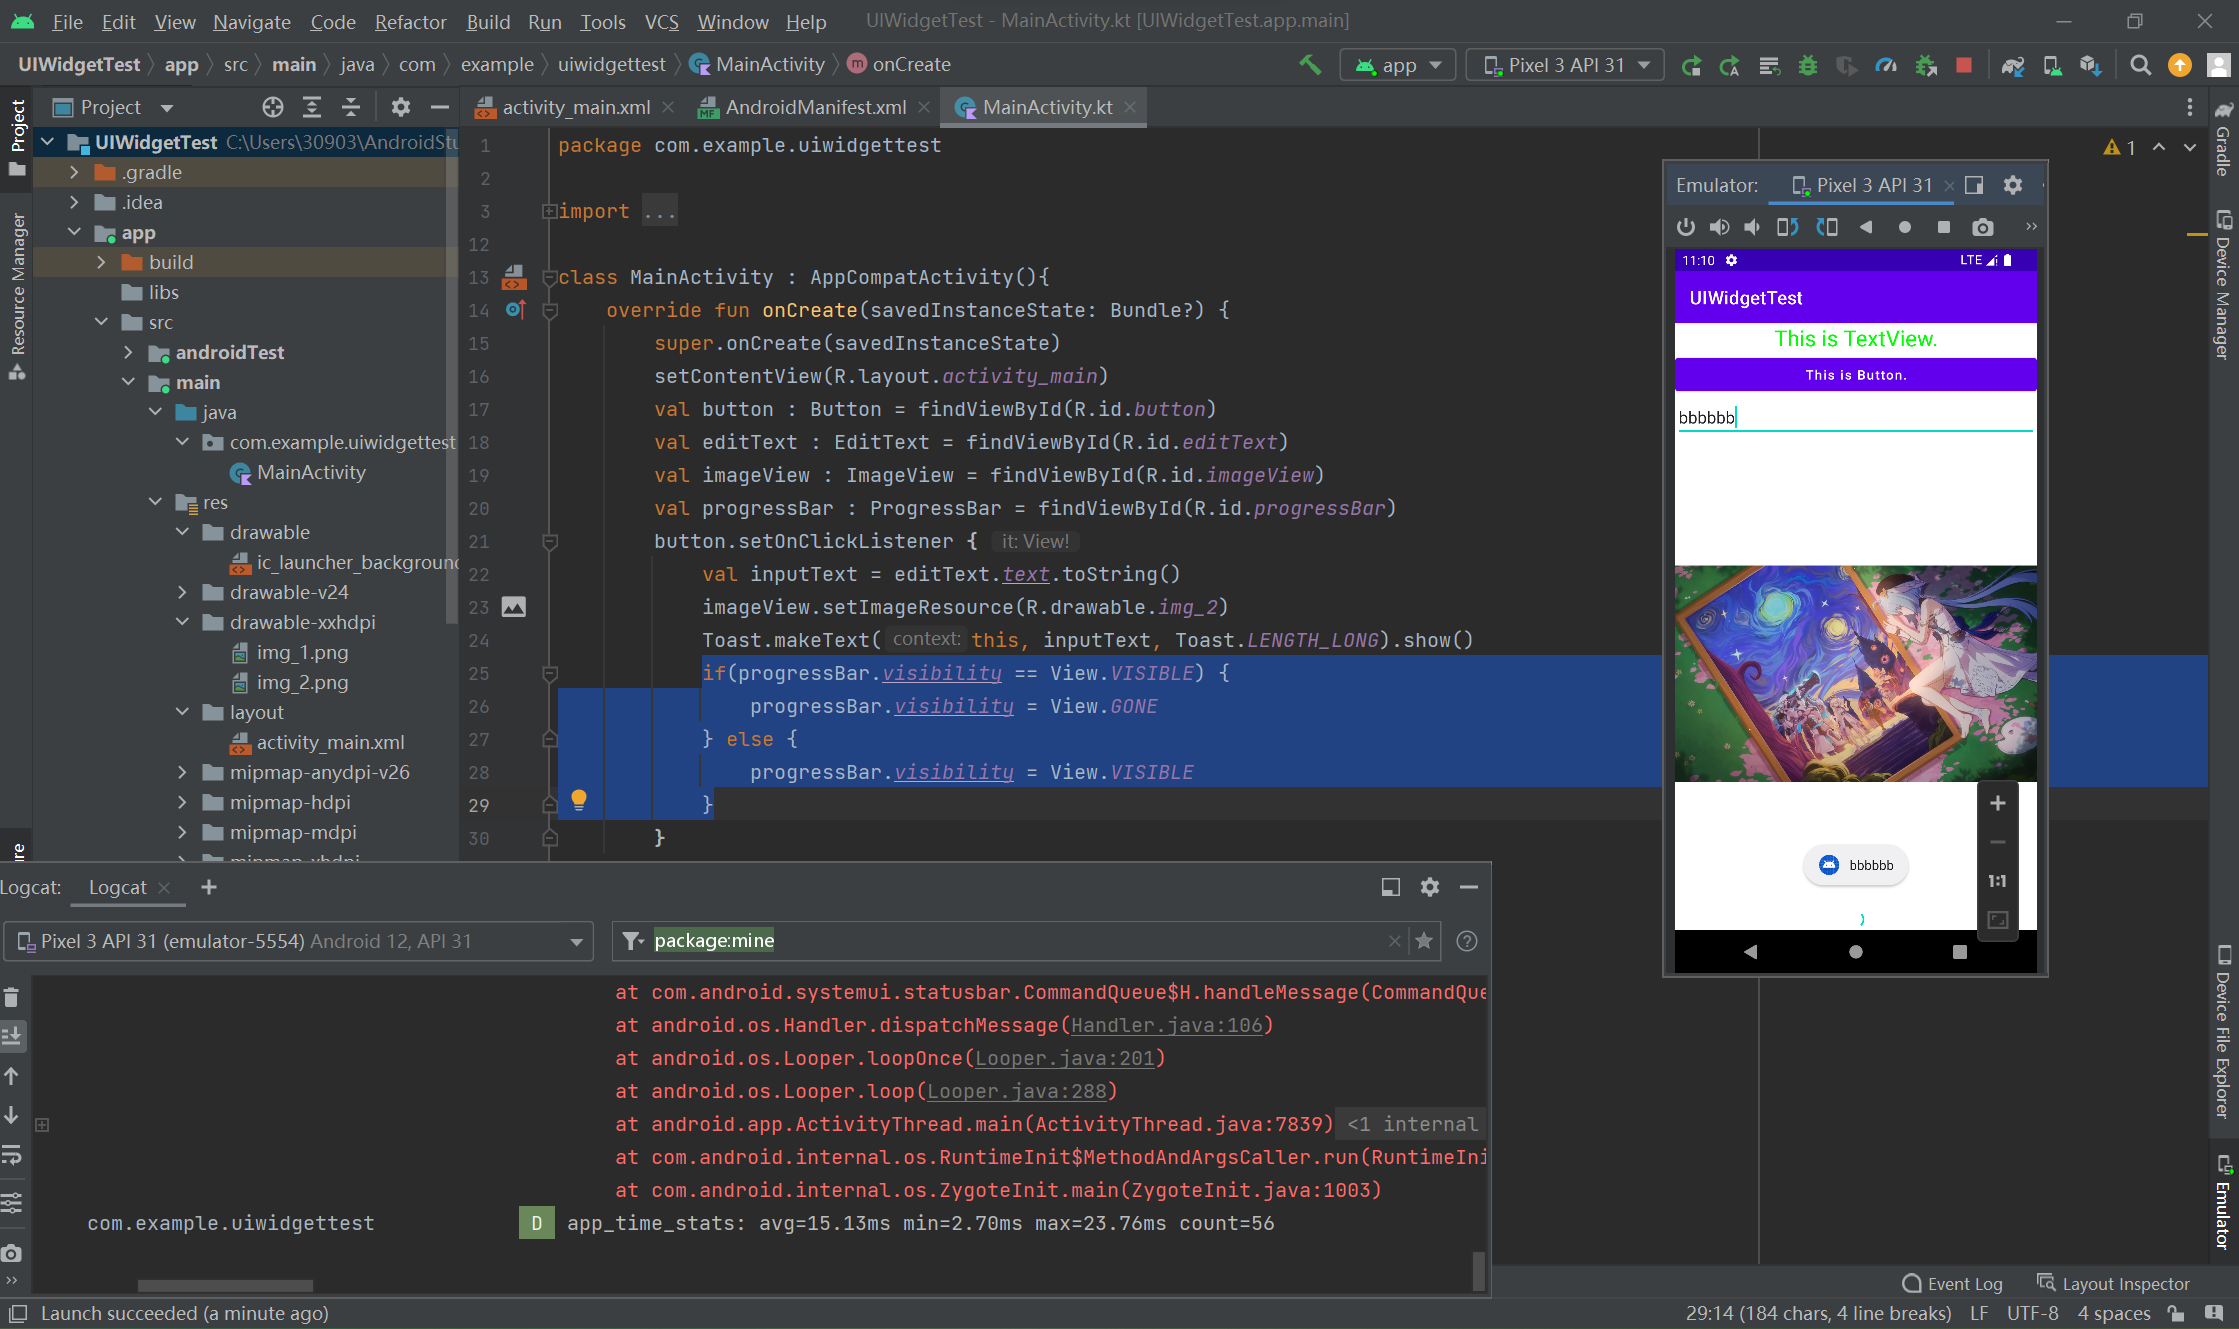 File Edit View Navigate Code Refactor Build Run Tools VCS Window Help UIWidgetTest - MainActivity.kt [UIWidgetTest.app.main]
UIWidgetTest app src main java com example uiwidgettest MainActivity onCreate app Pixel 3 API 31
Project
activity_main.xml AndroidManifest.xml MainActivity.kt
Project
Resource Manager
UIWidgetTest C:\Users\30903\AndroidStu
.gradle
.idea
app
build
libs
src
androidTest
main
java
com.example.uiwidgettest
MainActivity
res
drawable
ic_launcher_background
drawable-v24
drawable-xxhdpi
img_1.png
img_2.png
layout
activity_main.xml
mipmap-anydpi-v26
mipmap-hdpi
mipmap-mdpi
mipmap-xhdpi
1 package com.example.uiwidgettest
2
3 import ...
12
13 class MainActivity : AppCompatActivity(){
14 override fun onCreate(savedInstanceState: Bundle?) {
15 super.onCreate(savedInstanceState)
16 setContentView(R.layout.activity_main)
17 val button : Button = findViewById(R.id.button)
18 val editText : EditText = findViewById(R.id.editText)
19 val imageView : ImageView = findViewById(R.id.imageView)
20 val progressBar : ProgressBar = findViewById(R.id.progressBar)
21 button.setOnClickListener { it: View!
22 val inputText = editText.text.toString()
23 imageView.setImageResource(R.drawable.img_2)
24 Toast.makeText( context: this, inputText, Toast.LENGTH_LONG).show()
25 if(progressBar.visibility == View.VISIBLE) {
26 progressBar.visibility = View.GONE
27 } else {
28 progressBar.visibility = View.VISIBLE
29 }
30 }
1
Emulator: Pixel 3 API 31
11:10 LTE
UIWidgetTest
This is TextView.
This is Button.
bbbbbb
bbbbbb
1:1
Gradle
Device Manager
Device File Explorer
Emulator
Logcat: Logcat
Pixel 3 API 31 (emulator-5554) Android 12, API 31 package:mine
at com.android.systemui.statusbar.CommandQueue$H.handleMessage(CommandQue
at android.os.Handler.dispatchMessage(Handler.java:106)
at android.os.Looper.loopOnce(Looper.java:201)
at android.os.Looper.loop(Looper.java:288)
at android.app.ActivityThread.main(ActivityThread.java:7839) <1 internal
at com.android.internal.os.RuntimeInit$MethodAndArgsCaller.run(RuntimeIni
at com.android.internal.os.ZygoteInit.main(ZygoteInit.java:1003)
com.example.uiwidgettest D app_time_stats: avg=15.13ms min=2.70ms max=23.76ms count=56
Event Log Layout Inspector
Launch succeeded (a minute ago) 29:14 (184 chars, 4 line breaks) LF UTF-8 4 spaces